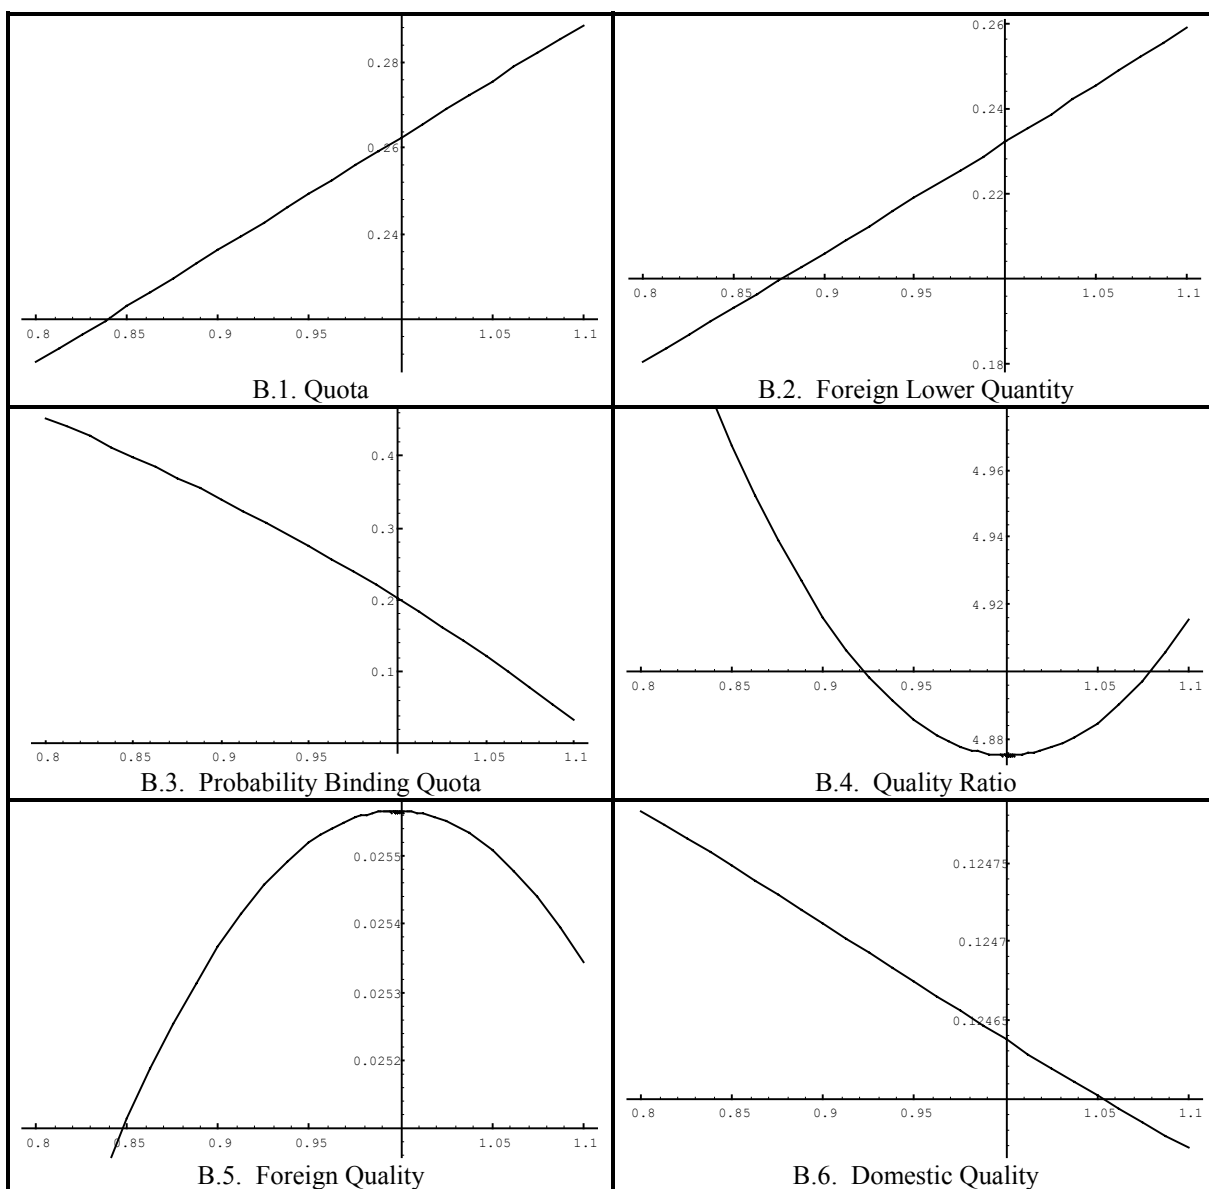 0.28
0.26
0.24
0.8 0.85 0.9 0.95 1.05 1.1
B.1. Quota
0.26
0.24
0.22
0.8 0.85 0.9 0.95 1.05 1.1
0.18
B.2. Foreign Lower Quantity
0.4
0.3
0.2
0.1
0.8 0.85 0.9 0.95 1.05 1.1
B.3. Probability Binding Quota
4.96
4.94
4.92
0.8 0.85 0.9 0.95 1.05 1.1
4.88
B.4. Quality Ratio
0.0255
0.0254
0.0253
0.0252
0.8 0.85 0.9 0.95 1.05 1.1
B.5. Foreign Quality
0.12475
0.1247
0.12465
0.8 0.85 0.9 0.95 1.05 1.1
B.6. Domestic Quality